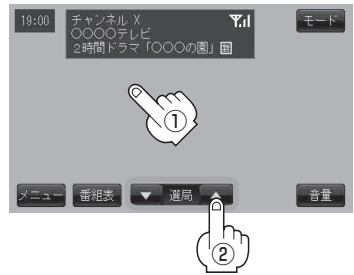 19:00
チャンネル X
○○○○テレビ
2時間ドラマ「○○○の園」字
モード
①
メニュー
番組表
▼ 選局 ▲
音量
②